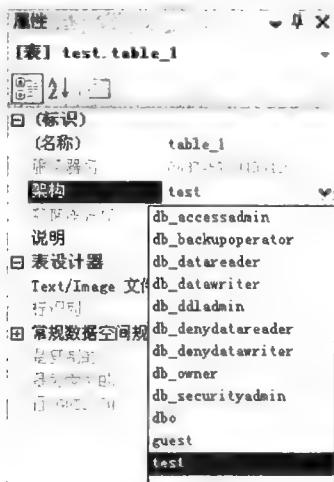 属性
[表] test.table_1
(标识)
(名称) table_1
架构 test
说明
表设计器
Text/Image 文件
常规数据空间规
db_accessadmin
db_backupoperator
db_datareader
db_datawriter
db_ddladmin
db_denydatareader
db_denydatawriter
db_owner
db_securityadmin
dbo
guest
test